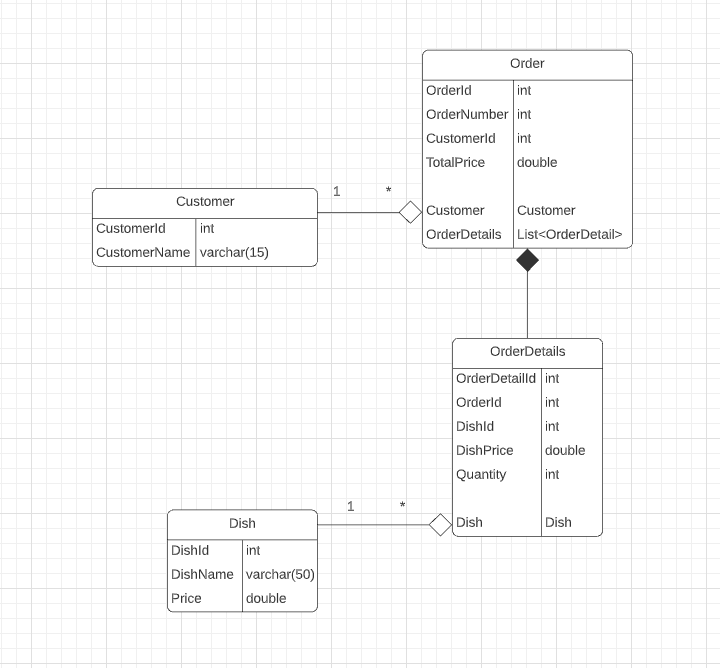 Order
OrderId int
OrderNumber int
CustomerId int
TotalPrice double
Customer Customer
OrderDetails List<OrderDetail>
1 *
Customer
CustomerId int
CustomerName varchar(15)
OrderDetails
OrderDetailId int
OrderId int
DishId int
DishPrice double
Quantity int
Dish Dish
1 *
Dish
DishId int
DishName varchar(50)
Price double